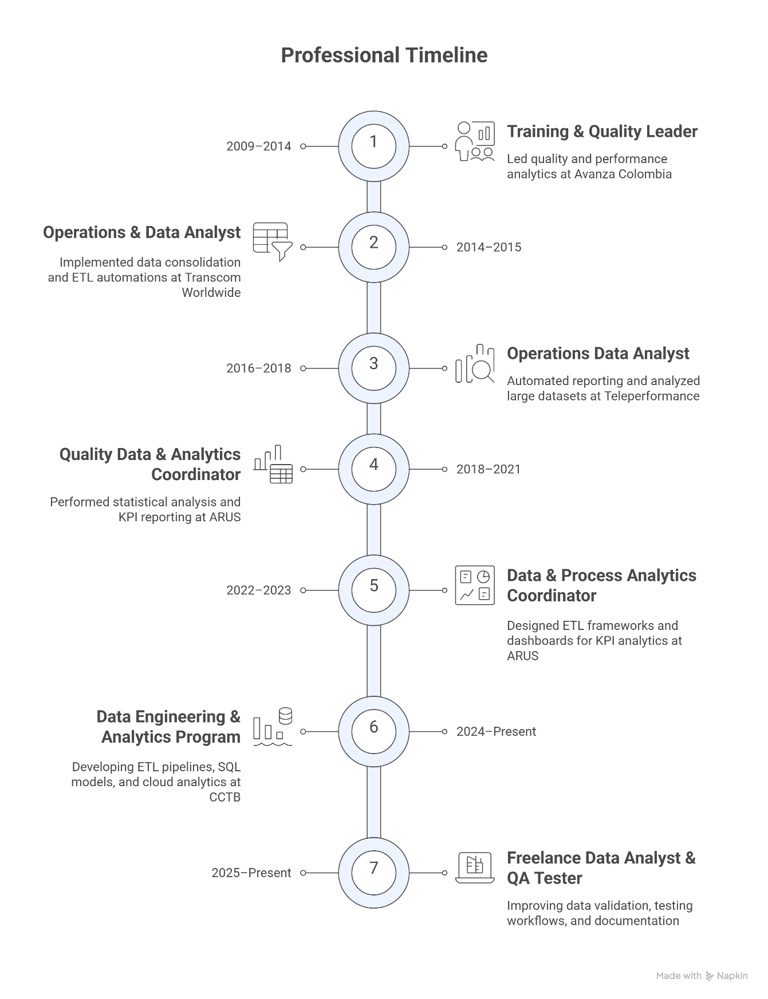 Professional Timeline
1
2009–2014
Training & Quality Leader
Led quality and performance
analytics at Avanza Colombia
Operations & Data Analyst
Implemented data consolidation
and ETL automations at Transcom
Worldwide
2
2014–2015
2016–2018
3
Operations Data Analyst
Automated reporting and analyzed
large datasets at Teleperformance
Quality Data & Analytics
Coordinator
Performed statistical analysis and
KPI reporting at ARUS
4
2018–2021
2022–2023
5
Data & Process Analytics
Coordinator
Designed ETL frameworks and
dashboards for KPI analytics at
ARUS
Data Engineering &
Analytics Program
Developing ETL pipelines, SQL
models, and cloud analytics at
CCTB
6
2024–Present
2025–Present
7
Freelance Data Analyst &
QA Tester
Improving data validation, testing
workflows, and documentation
Made with Napkin